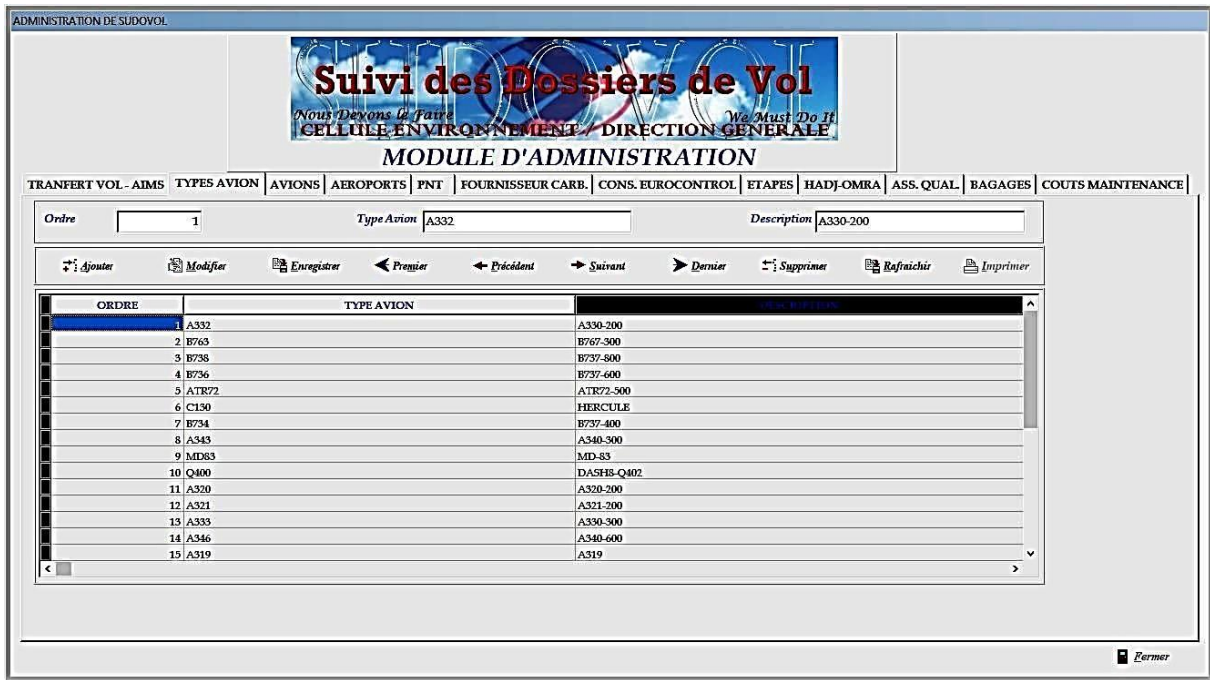 ADMINISTRATION DE SUDOVOL
SUDOVOL
Suivi des Dossiers de Vol
Nous Devons le Faire We Must Do It
CELLULE ENVIRONNEMENT / DIRECTION GENERALE
MODULE D'ADMINISTRATION
TRANFERT VOL - AIMS TYPES AVION AVIONS AEROPORTS PNT FOURNISSEUR CARB. CONS. EUROCONTROL ETAPES HADJ-OMRA ASS. QUAL. BAGAGES COUTS MAINTENANCE
Ordre 1 Type Avion A332 Description A330-200
Ajouter Modifier Enregistrer Premier Précédent Suivant Dernier Supprimer Rafraichir Imprimer
ORDRE TYPE AVION DESCRIPTION
1 A332 A330-200
2 B763 B767-300
3 B738 B737-800
4 B736 B737-600
5 ATR72 ATR72-500
6 C130 HERCULE
7 B734 B737-400
8 A343 A340-300
9 MD83 MD-83
10 Q400 DASH8-Q402
11 A320 A320-200
12 A321 A321-200
13 A333 A330-300
14 A346 A340-600
15 A319 A319
Fermer